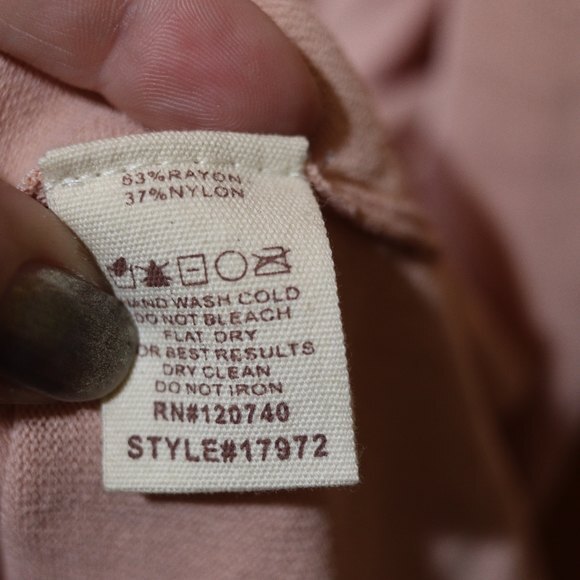 63%RAYON
37%NYLON
HAND WASH COLD
DO NOT BLEACH
FLAT DRY
OR BEST RESULTS
DRY CLEAN
DO NOT IRON
RN#120740
STYLE#17972